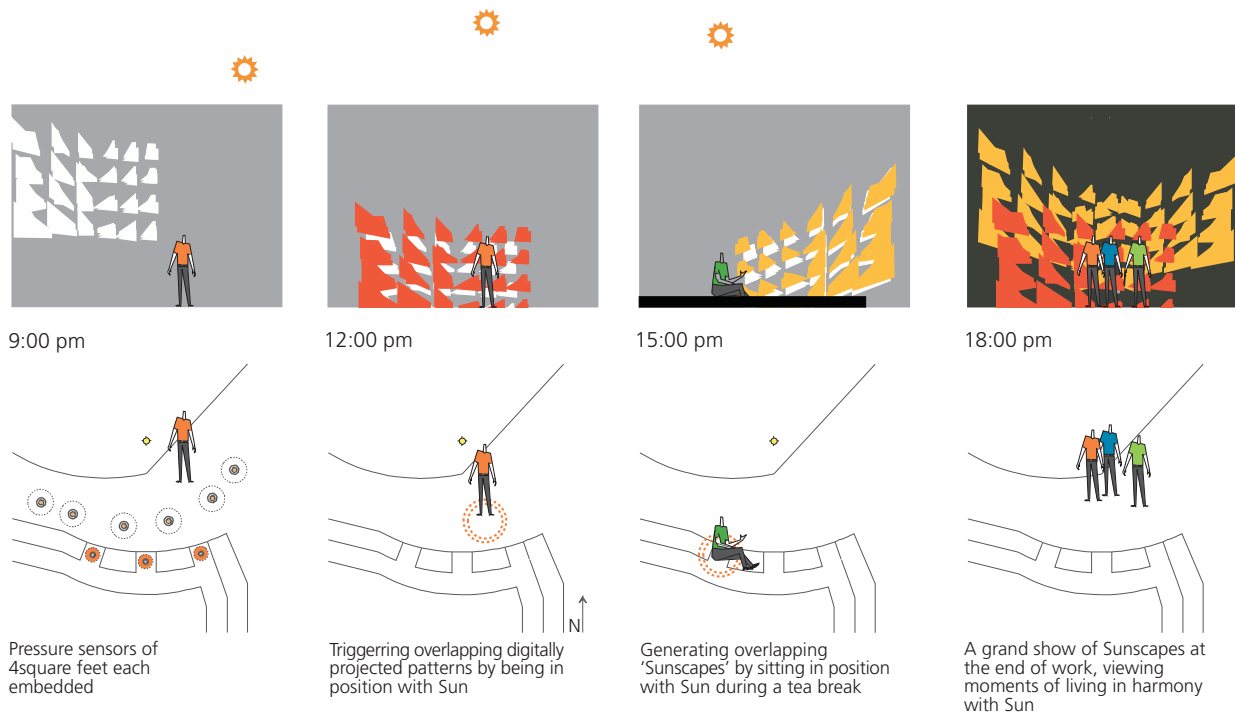 9:00 pm
12:00 pm
15:00 pm
18:00 pm
N
Pressure sensors of
4square feet each
embedded
Triggerring overlapping digitally
projected patterns by being in
position with Sun
Generating overlapping
‘Sunscapes’ by sitting in position
with Sun during a tea break
A grand show of Sunscapes at
the end of work, viewing
moments of living in harmony
with Sun